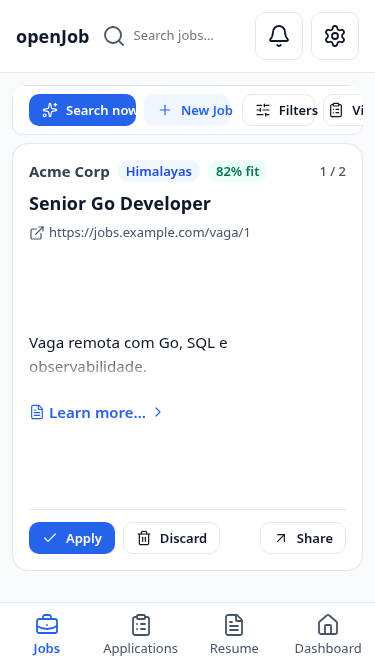 openJob
Search jobs...
Search now
New Job
Filters
Acme Corp
Himalayas
82% fit
1 / 2
Senior Go Developer
https://jobs.example.com/vaga/1
Vaga remota com Go, SQL e
observabilidade.
Learn more...
Apply
Discard
Share
Jobs
Applications
Resume
Dashboard